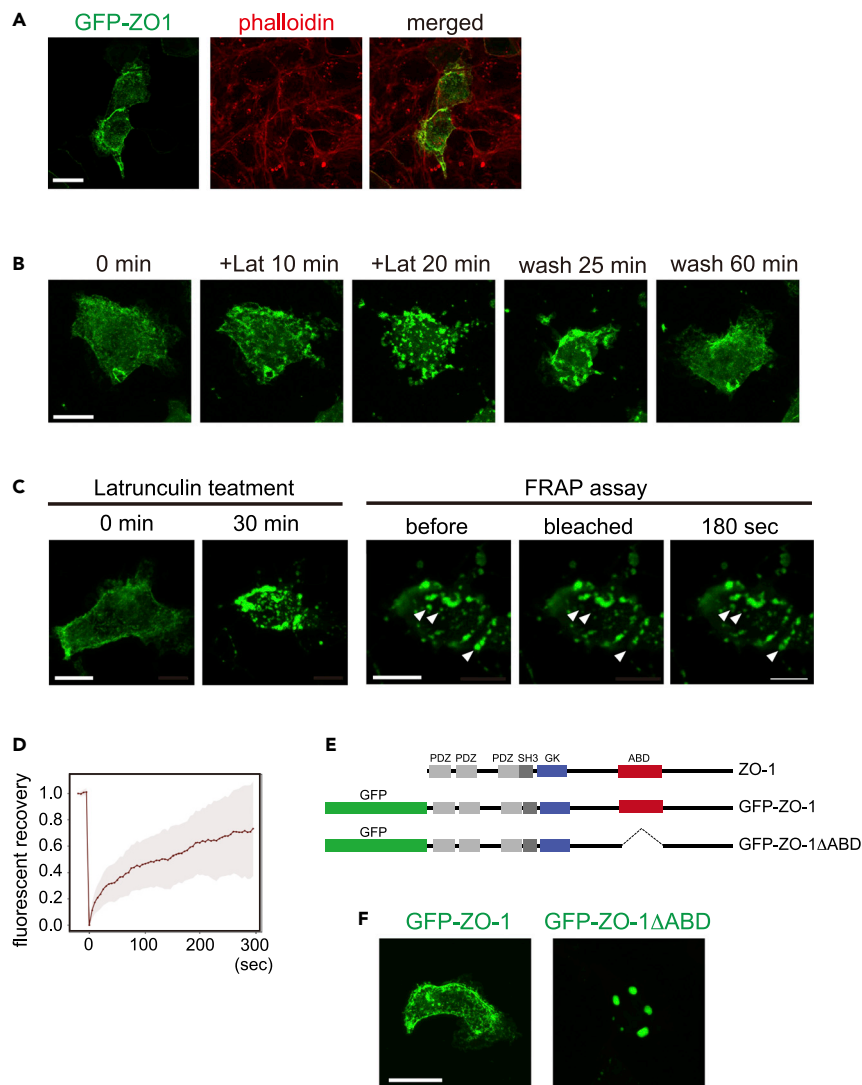 A
GFP-ZO1 phalloidin merged
B
0 min +Lat 10 min +Lat 20 min wash 25 min wash 60 min
C
Latrunculin teatment FRAP assay
0 min 30 min before bleached 180 sec
D
fluorescent recovery
1.0
0.8
0.6
0.4
0.2
0.0
0 100 200 300
(sec)
E
PDZ PDZ PDZ SH3 GK ABD
ZO-1
GFP
GFP-ZO-1
GFP
GFP-ZO-1ΔABD
F
GFP-ZO-1 GFP-ZO-1ΔABD